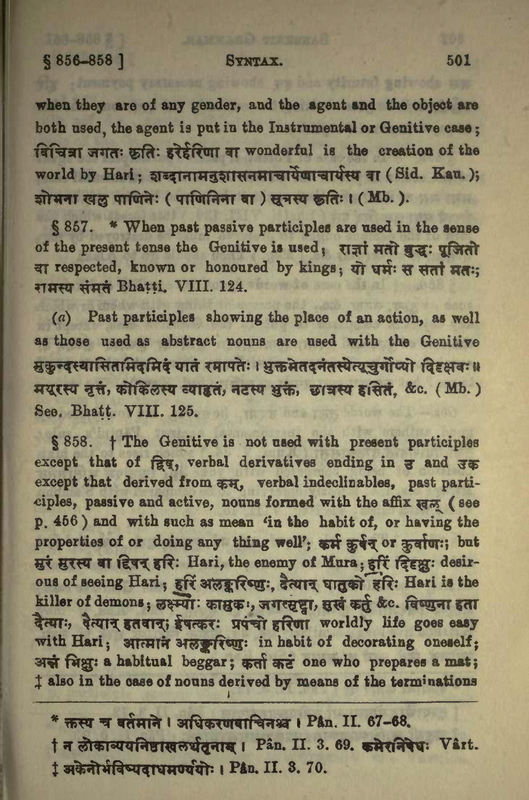 § 856–858 ] SYNTAX. 501
when they are of any gender, and the agent and the object are
both used, the agent is put in the Instrumental or Genitive case;
विचित्रा जगतः कृतिः हरेर्हरिणा वा wonderful is the creation of the
world by Hari; शब्दानामनुशासनमाचार्येणाचार्यस्य वा (Sid. Kau.);
शोभना खलु पाणिनेः ( पाणिनिना वा ) सूत्रस्य कृतिः । ( Mb. ).
§ 857. * When past passive participles are used in the sense
of the present tense the Genitive is used; राज्ञां मतो बुद्धः पूजितो
वा respected, known or honoured by kings; यो धर्मः स सतां मतः;
रामस्य संमतं Bhaṭṭi. VIII. 124.
(a) Past participles showing the place of an action, as well
as those used as abstract nouns are used with the Genitive
मुकुन्दस्यासितमिदमिदं यातं रमापतेः । भुक्तमेतदनंतस्येत्यूचुर्गोप्यो दिदृक्षवः ॥
मयूरस्य नृत्तं, कोकिलस्य व्याहृतं, नटस्य भुक्तं, छात्रस्य हसितं, &c. ( Mb. )
See. Bhaṭṭ. VIII. 125.
§ 858. † The Genitive is not used with present participles
except that of द्विष्, verbal derivatives ending in उ and उक
except that derived from कम्, verbal indeclinables, past parti-
ciples, passive and active, nouns formed with the affix खल् ( see
p. 456 ) and with such as mean ‘in the habit of, or having the
properties of or doing any thing well’; कर्म कुर्वन् or कुर्वाणः; but
मुरं मुरस्य वा द्विषन् हरिः Hari, the enemy of Mura; हरिं दिदृक्षुः desir-
ous of seeing Hari; हरिं अलङ्करिष्णुः, दैत्यान् घातुको हरिः Hari is the
killer of demons; लक्ष्म्याः कामुकः, जगत्सृष्ट्वा, सुखं कर्तुं &c. विष्णुना हता
दैत्याः, दैत्यान् हतवान्; ईषत्करः प्रपंचो हरिणा worldly life goes easy
with Hari; आत्मानं अलङ्करिष्णुः in habit of decorating oneself;
अन्नं भिक्षुः a habitual beggar; कर्ता कटं one who prepares a mat;
‡ also in the case of nouns derived by means of the terminations
* क्तस्य च वर्तमाने । अधिकरणवाचिनश्च । Pân. II. 67–68.
† न लोकाव्ययनिष्ठाखलर्थतृनाम् । Pân. II. 3. 69. कमेरनिषेधः Vârt.
‡ अकेनोर्भविष्यदाधमर्ण्ययोः । Pân. II. 3. 70.